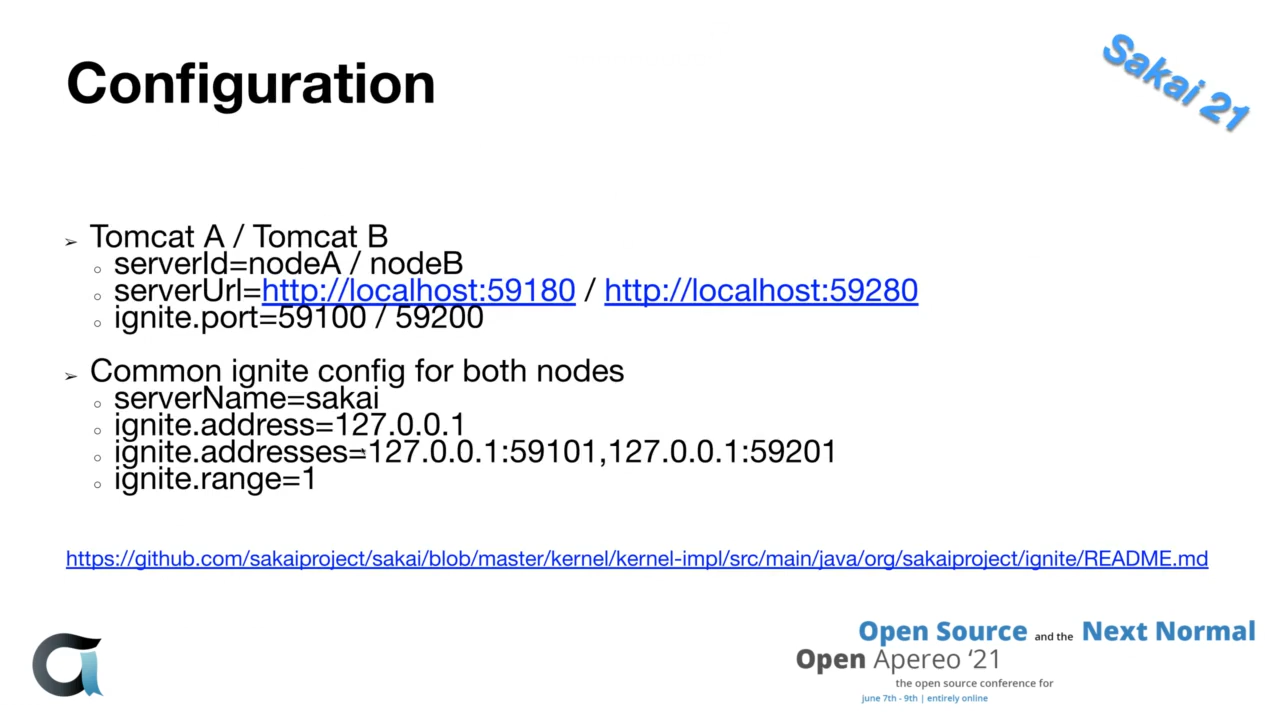 Configuration
Sakai 21
➢ Tomcat A / Tomcat B
○ serverId=nodeA / nodeB
○ serverUrl=http://localhost:59180 / http://localhost:59280
○ ignite.port=59100 / 59200
➢ Common ignite config for both nodes
○ serverName=sakai
○ ignite.address=127.0.0.1
○ ignite.addresses=127.0.0.1:59101,127.0.0.1:59201
○ ignite.range=1
https://github.com/sakaiproject/sakai/blob/master/kernel/kernel-impl/src/main/java/org/sakaiproject/ignite/README.md
Open Source and the Next Normal
Open Apereo ‘21
the open source conference for
june 7th - 9th | entirely online